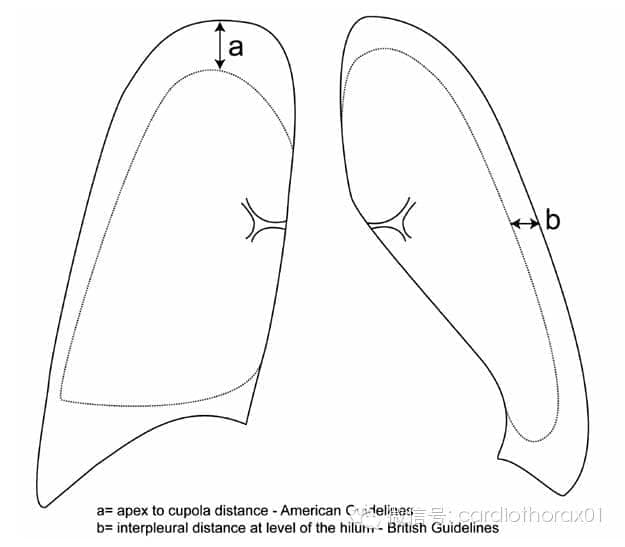 a
b
a= apex to cupola distance - American Guidelines
b= interpleural distance at level of the hilum - British Guidelines
微信号: cardiothorax01